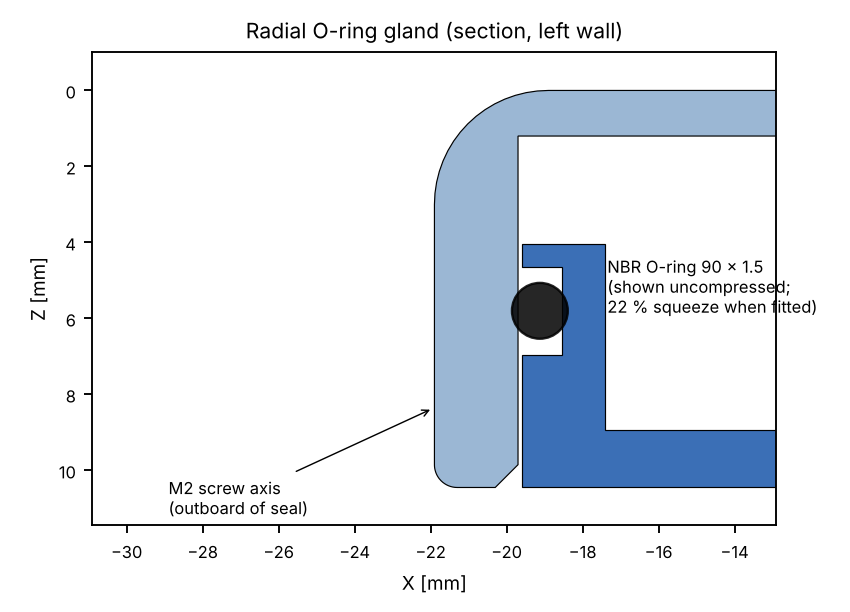 Radial O-ring gland (section, left wall)
0
2
4
6
8
10
Z [mm]
NBR O-ring 90 × 1.5
(shown uncompressed;
22 % squeeze when fitted)
M2 screw axis
(outboard of seal)
−30 −28 −26 −24 −22 −20 −18 −16 −14
X [mm]